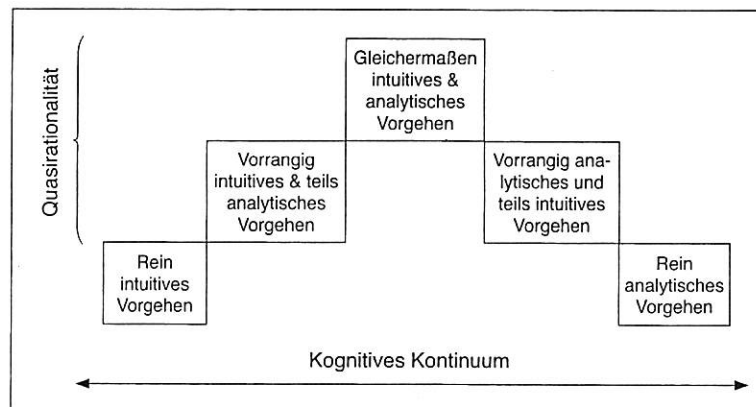 Quasirationalität
Gleichermaßen
intuitives &
analytisches
Vorgehen
Vorrangig
intuitives & teils
analytisches
Vorgehen
Vorrangig ana-
lytisches und
teils intuitives
Vorgehen
Rein
intuitives
Vorgehen
Rein
analytisches
Vorgehen
Kognitives Kontinuum